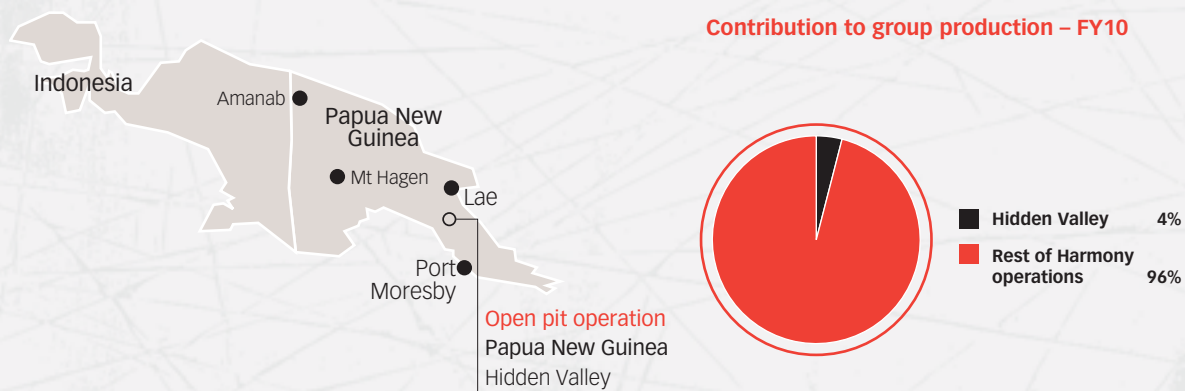 Contribution to group production – FY10
Indonesia
Amanab
Papua New
Guinea
Mt Hagen
Lae
Port
Moresby
Open pit operation
Papua New Guinea
Hidden Valley
Hidden Valley 4%
Rest of Harmony
operations 96%